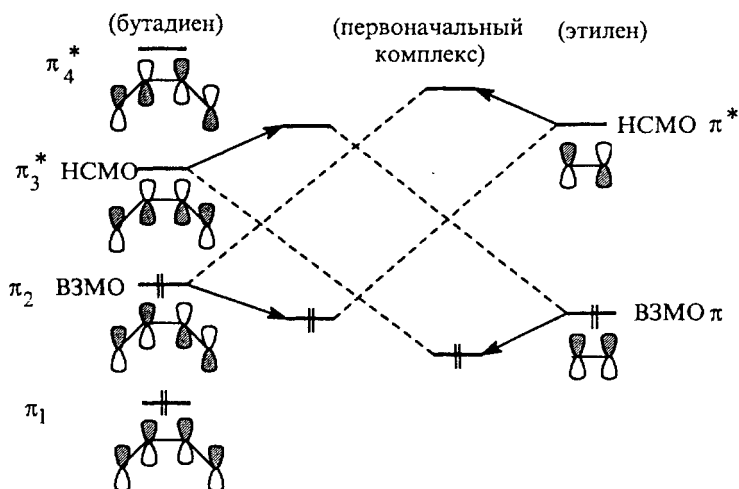 (бутадиен)
(первоначальный
комплекс)
(этилен)
π₄*
π₃* НСМО
НСМО π*
π₂ ВЗМО
ВЗМО π
π₁